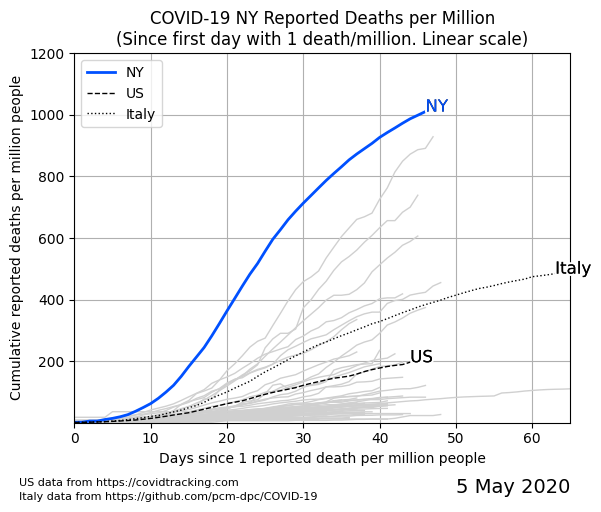 COVID-19 NY Reported Deaths per Million
(Since first day with 1 death/million. Linear scale)
Cumulative reported deaths per million people
1200
1000
800
600
400
200
NY
US
Italy
NY
Italy
US
0 10 20 30 40 50 60
Days since 1 reported death per million people
US data from https://covidtracking.com
Italy data from https://github.com/pcm-dpc/COVID-19
5 May 2020